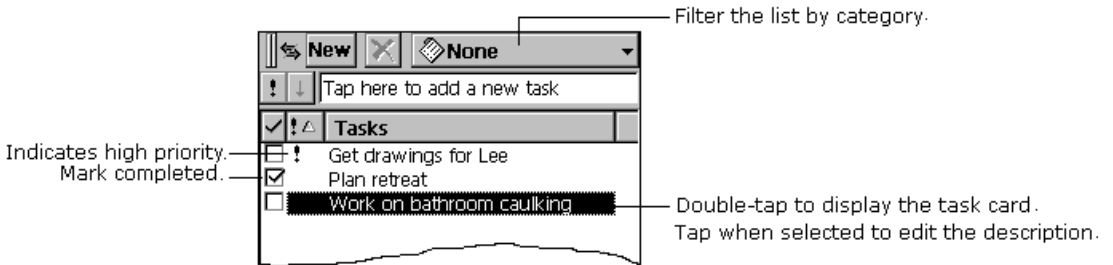 Filter the list by category.
New None
! ↓ Tap here to add a new task
! Tasks
Indicates high priority. ! Get drawings for Lee
Mark completed. Plan retreat
Work on bathroom caulking
Double-tap to display the task card.
Tap when selected to edit the description.